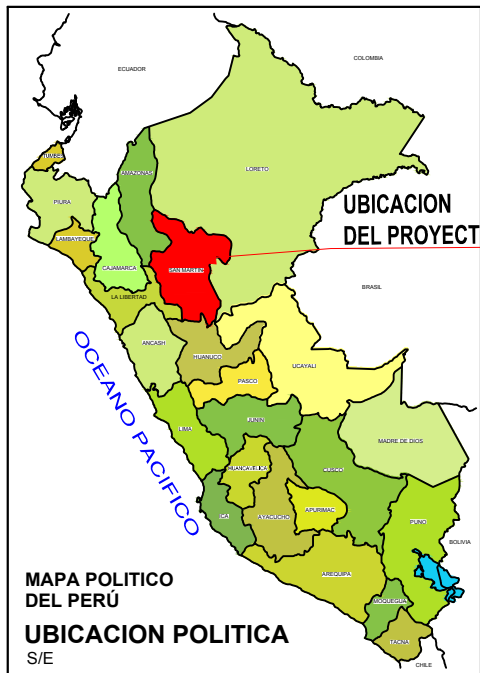 COLOMBIA
ECUADOR
TUMBES
AMAZONAS
LORETO
PIURA
UBICACION
DEL PROYECT
LAMBAYEQUE
CAJAMARCA
SAN MARTIN
BRASIL
LA LIBERTAD
ANCASH
HUANUCO
UCAYALI
PASCO
OCEANO PACIFICO
LIMA
JUNIN
MADRE DE DIOS
HUANCAVELICA
CUSCO
ICA
AYACUCHO
APURIMAC
PUNO
BOLIVIA
AREQUIPA
MOQUEGUA
TACNA
CHILE
MAPA POLITICO
DEL PERÚ
UBICACION POLITICA
S/E